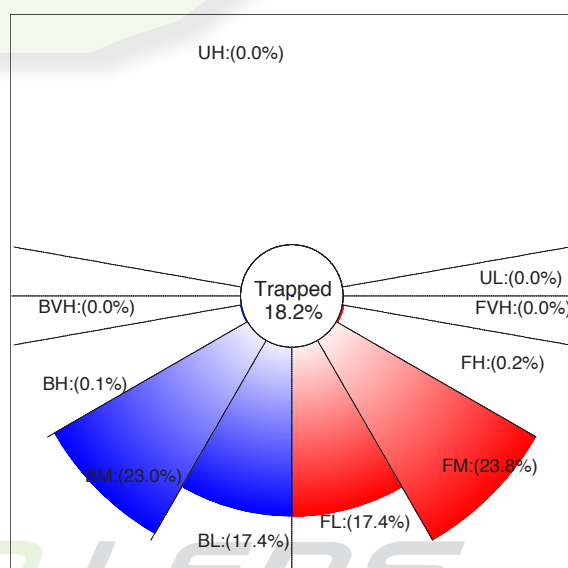 UH:(0.0%)
UL:(0.0%)
BVH:(0.0%)
Trapped
18.2%
FVH:(0.0%)
BH:(0.1%)
FH:(0.2%)
BM:(23.0%)
FM:(23.8%)
BL:(17.4%)
FL:(17.4%)